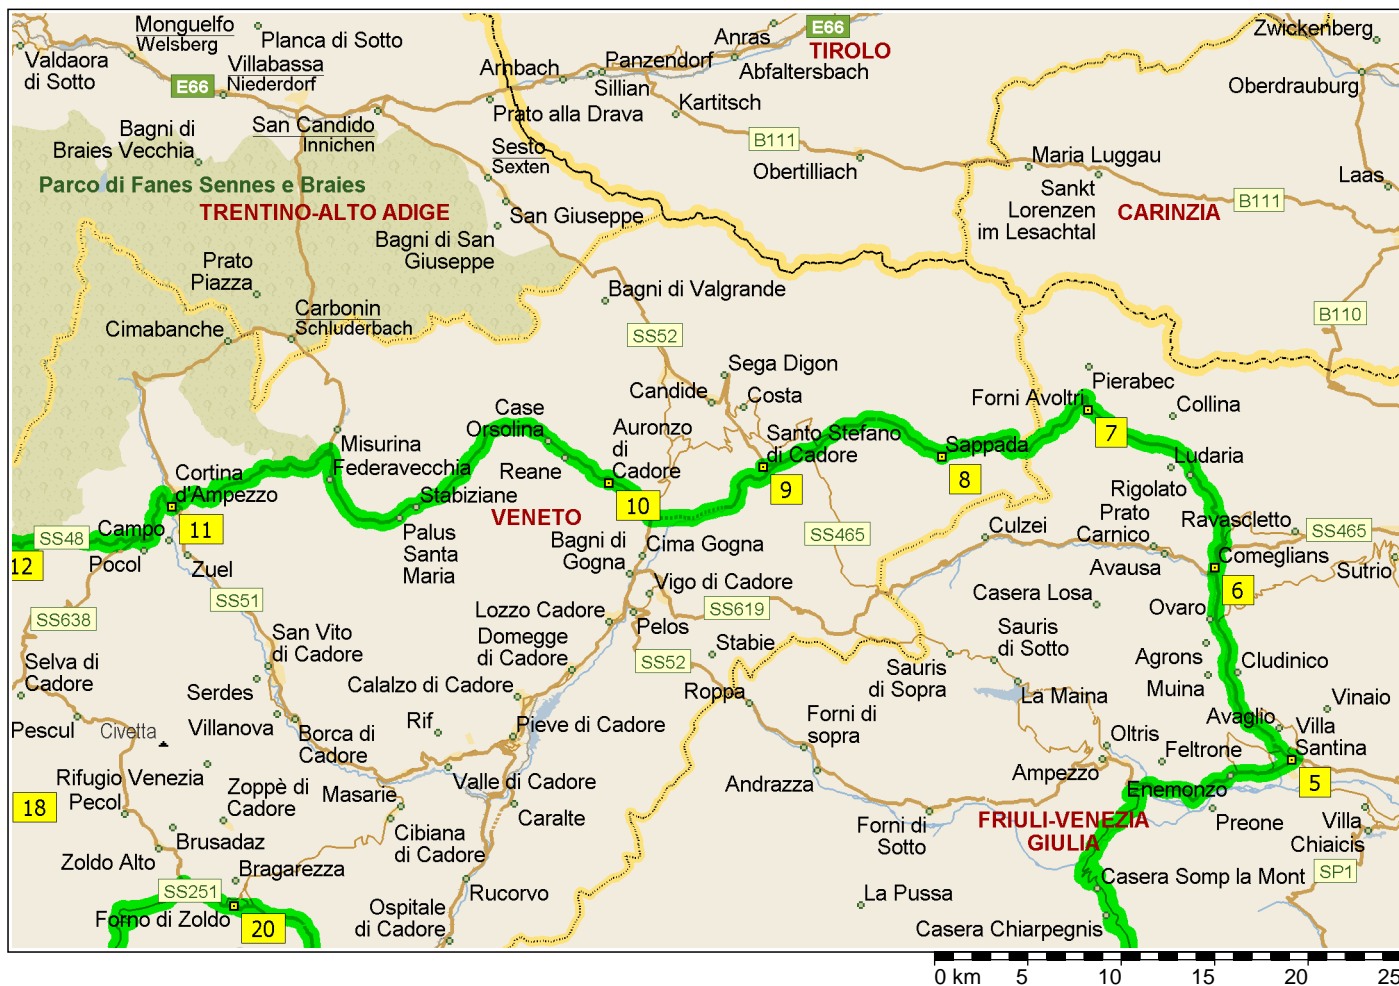 Monguelfo
Welsberg
Planca di Sotto
Valdaora
di Sotto
Villabassa
Niederdorf
E66
San Candido
Innichen
Bagni di
Braies Vecchia
Parco di Fanes Sennes e Braies
TRENTINO-ALTO ADIGE
Arnbach
Panzendorf
Sillian
Anras
E66
TIROLO
Abfaltersbach
Prato alla Drava
Kartitsch
Sesto
Sexten
B111
Obertilliach
Zwickenberg
Oberdrauburg
Maria Luggau
Sankt
Lorenzen
im Lesachtal
CARINZIA
B111
Laas
San Giuseppe
Bagni di San
Giuseppe
Prato
Piazza
Cimabanche
Carbonin
Schluderbach
Bagni di Valgrande
SS52
B110
Sega Digon
Candide
Costa
Forni Avoltri
Pierabec
Collina
7
Case
Orsolina
Auronzo
di
Cadore
Santo Stefano
di Cadore
Sappada
8
9
10
Reane
Misurina
Federavecchia
Stabiziane
Palus
Santa
Maria
VENETO
Cortina
d'Ampezzo
11
Campo
SS48
12
Pocol
Zuel
SS51
SS638
Bagni di
Gogna
Cima Gogna
Vigo di Cadore
SS619
SS465
Culzei
Ludaria
Rigolato
Prato
Carnico
Avausa
Ravascletto
SS465
Comeglians
Sutrio
6
Casera Losa
Ovaro
Lozzo Cadore
Pelos
Domegge
di Cadore
SS52
Stabie
Roppa
Sauris
di Sotto
Sauris
di Sopra
La Maina
Agrons
Muina
Cludinico
Vinaio
Avaglio
Villa
Santina
5
Selva di
Cadore
San Vito
di Cadore
Serdes
Villanova
Calalzo di Cadore
Rif
Pieve di Cadore
Pescul
Civetta
Borca di
Cadore
Forni di
sopra
Oltris
Feltrone
Ampezzo
Enemonzo
Andrazza
Rifugio Venezia
Pecol
18
Zoppè di
Cadore
Masarie
Valle di Cadore
Cibiana
di Cadore
Caralte
Forni di
Sotto
FRIULI-VENEZIA
GIULIA
Preone
Villa
Chiaicis
SP1
Brusadaz
Zoldo Alto
Bragarezza
SS251
Forno di Zoldo
20
Rucorvo
Ospitale
di Cadore
La Pussa
Casera Somp la Mont
Casera Chiarpegnis
0 km 5 10 15 20 25